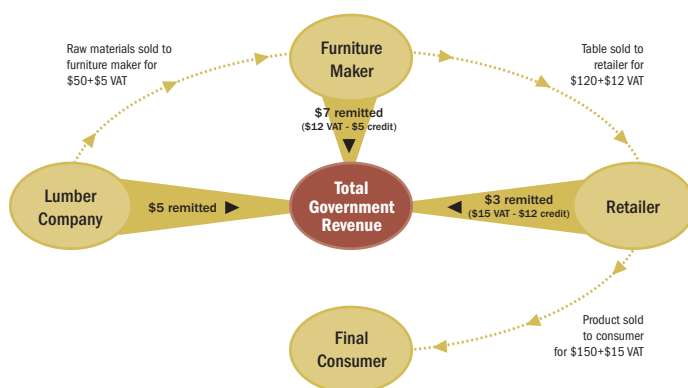 Raw materials sold to
furniture maker for
$50+$5 VAT
Furniture
Maker
Table sold to
retailer for
$120+$12 VAT
$7 remitted
($12 VAT - $5 credit)
Lumber
Company
$5 remitted
Total
Government
Revenue
$3 remitted
($15 VAT - $12 credit)
Retailer
Final
Consumer
Product sold
to consumer
for $150+$15 VAT